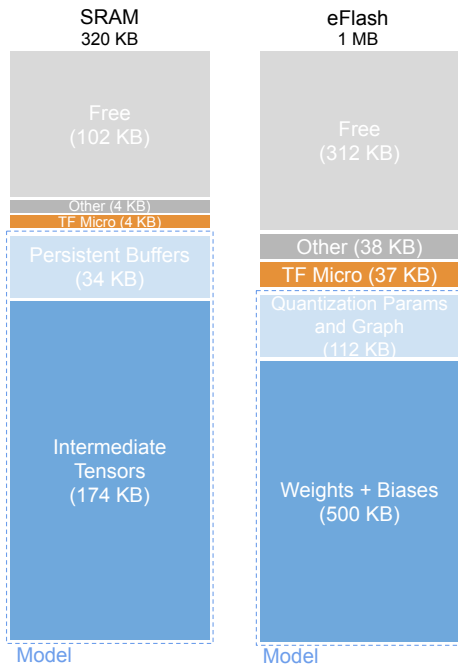 SRAM
320 KB
Free
(102 KB)
Other (4 KB)
TF Micro (4 KB)
Persistent Buffers
(34 KB)
Intermediate
Tensors
(174 KB)
Model
eFlash
1 MB
Free
(312 KB)
Other (38 KB)
TF Micro (37 KB)
Quantization Params
and Graph
(112 KB)
Weights + Biases
(500 KB)
Model